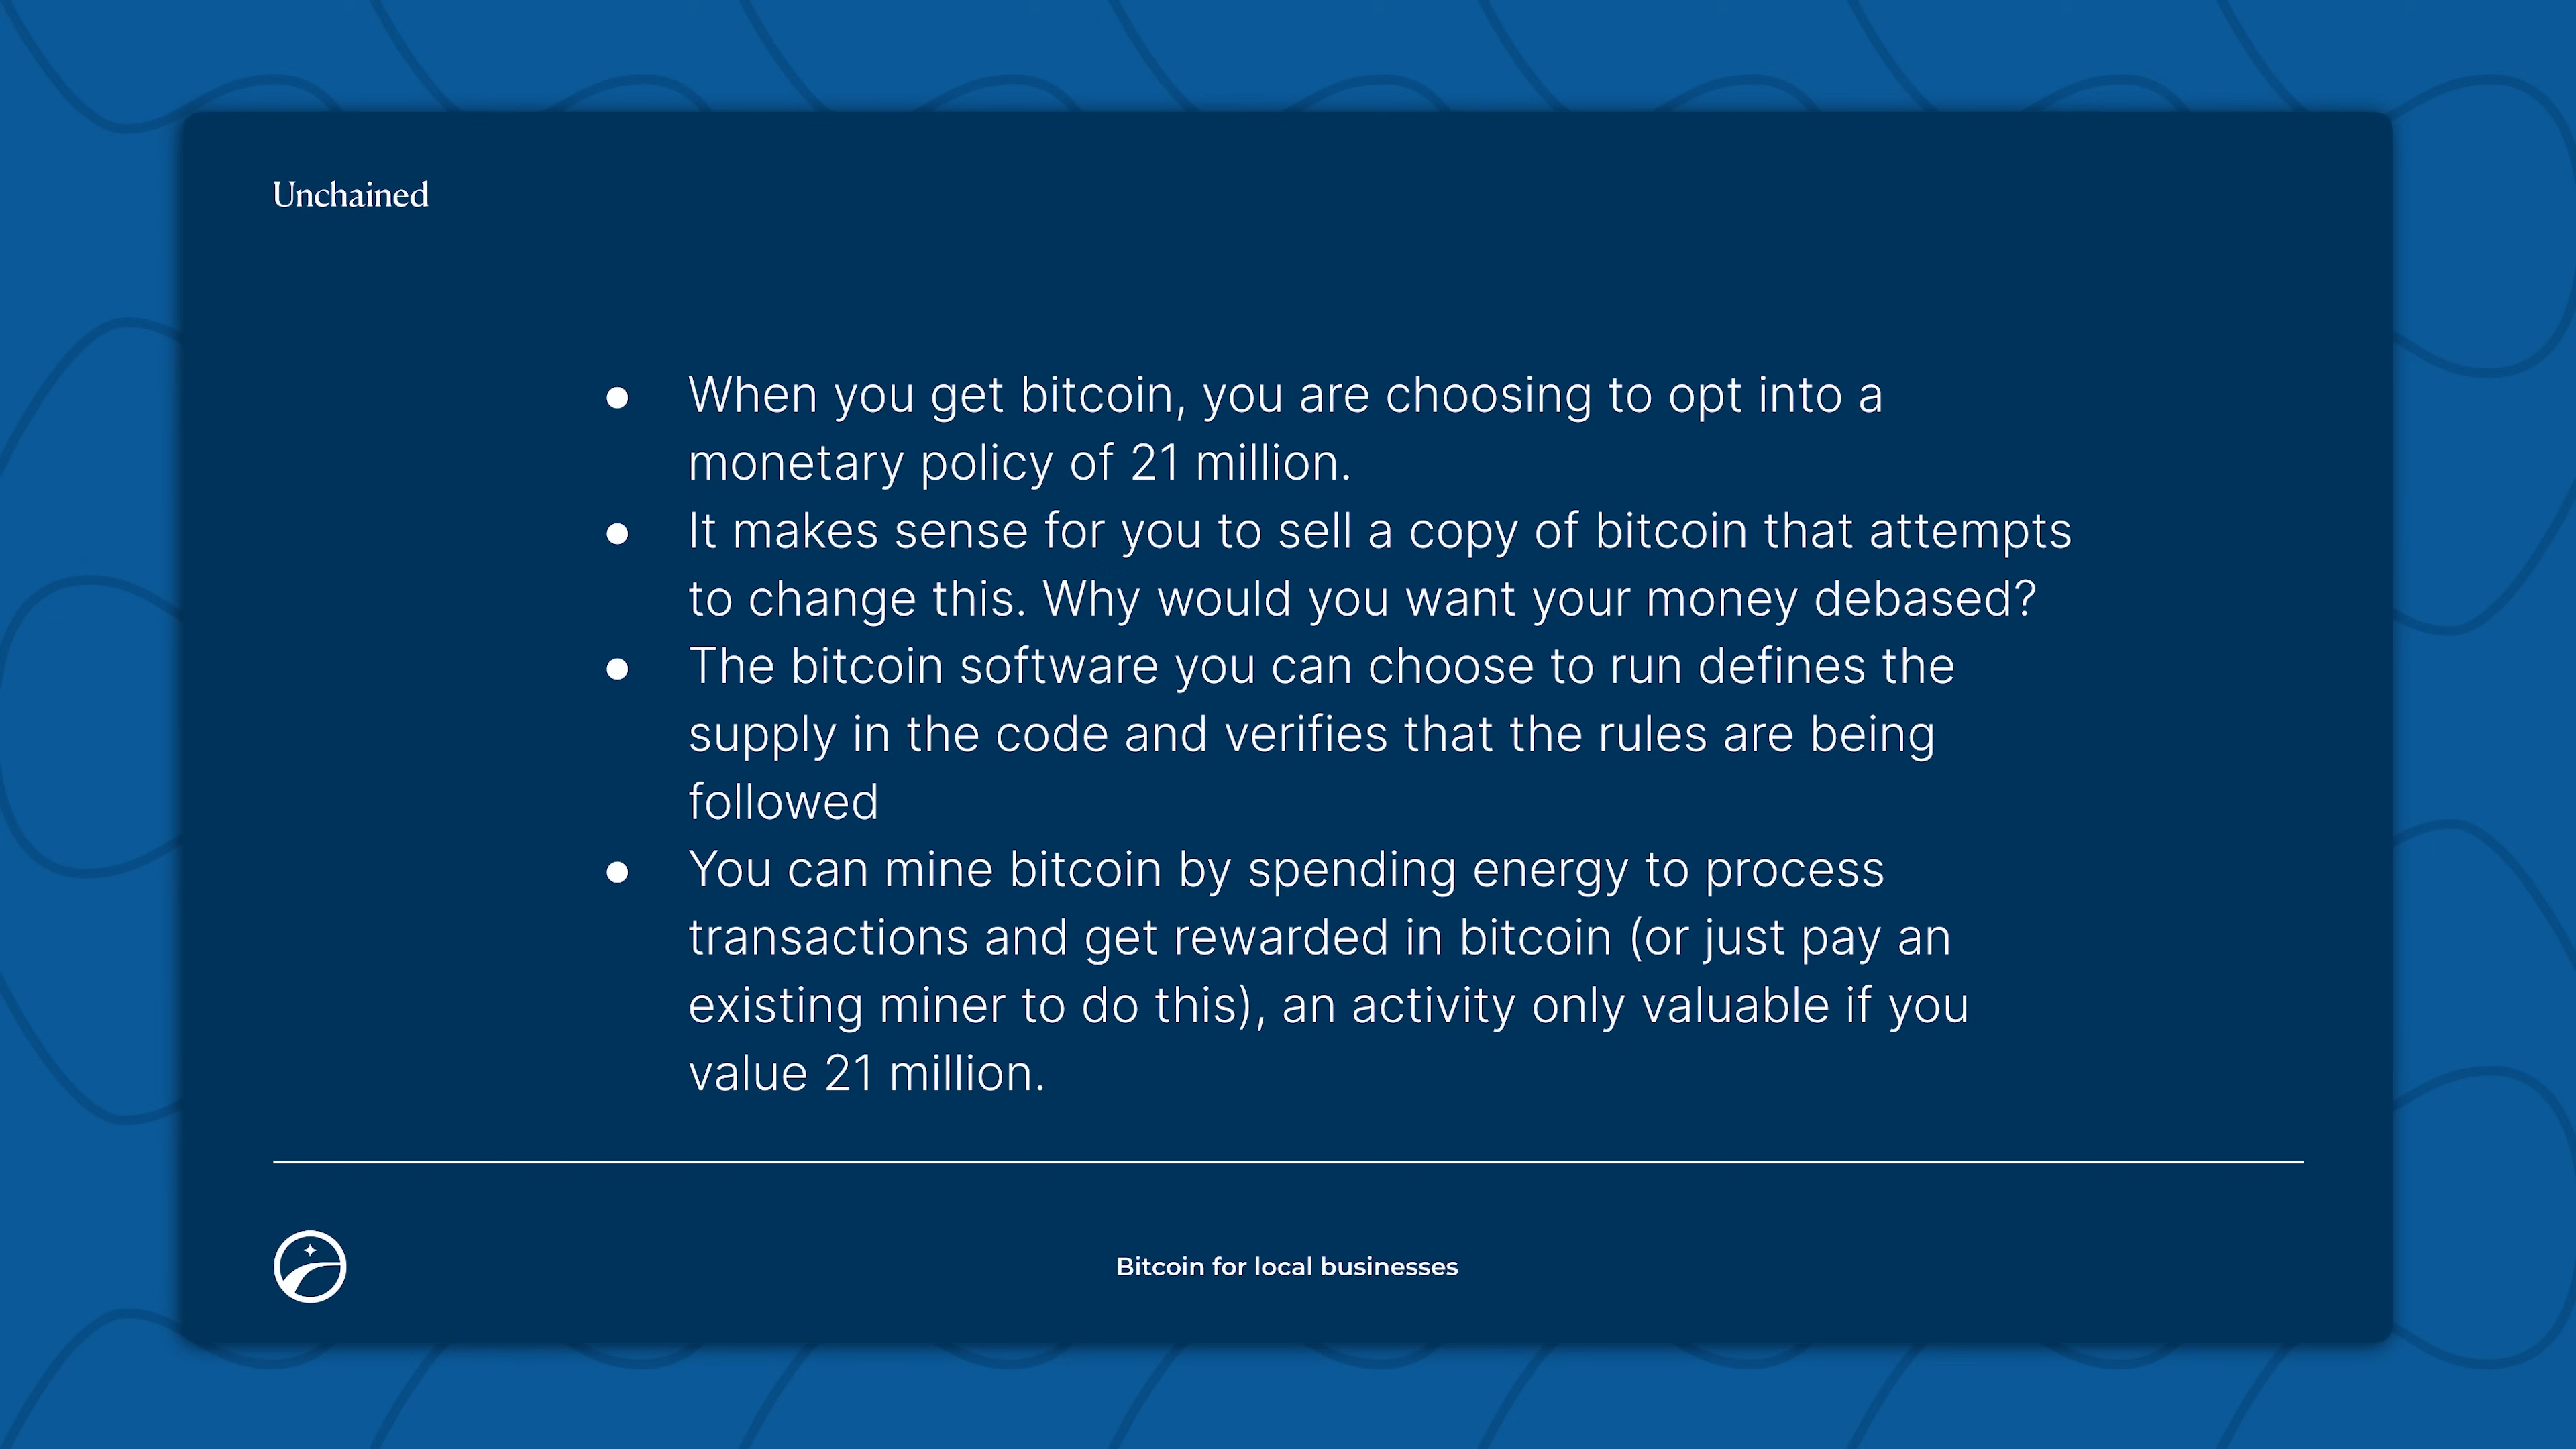 Unchained
● When you get bitcoin, you are choosing to opt into a
monetary policy of 21 million.
● It makes sense for you to sell a copy of bitcoin that attempts
to change this. Why would you want your money debased?
● The bitcoin software you can choose to run defines the
supply in the code and verifies that the rules are being
followed
● You can mine bitcoin by spending energy to process
transactions and get rewarded in bitcoin (or just pay an
existing miner to do this), an activity only valuable if you
value 21 million.
Bitcoin for local businesses